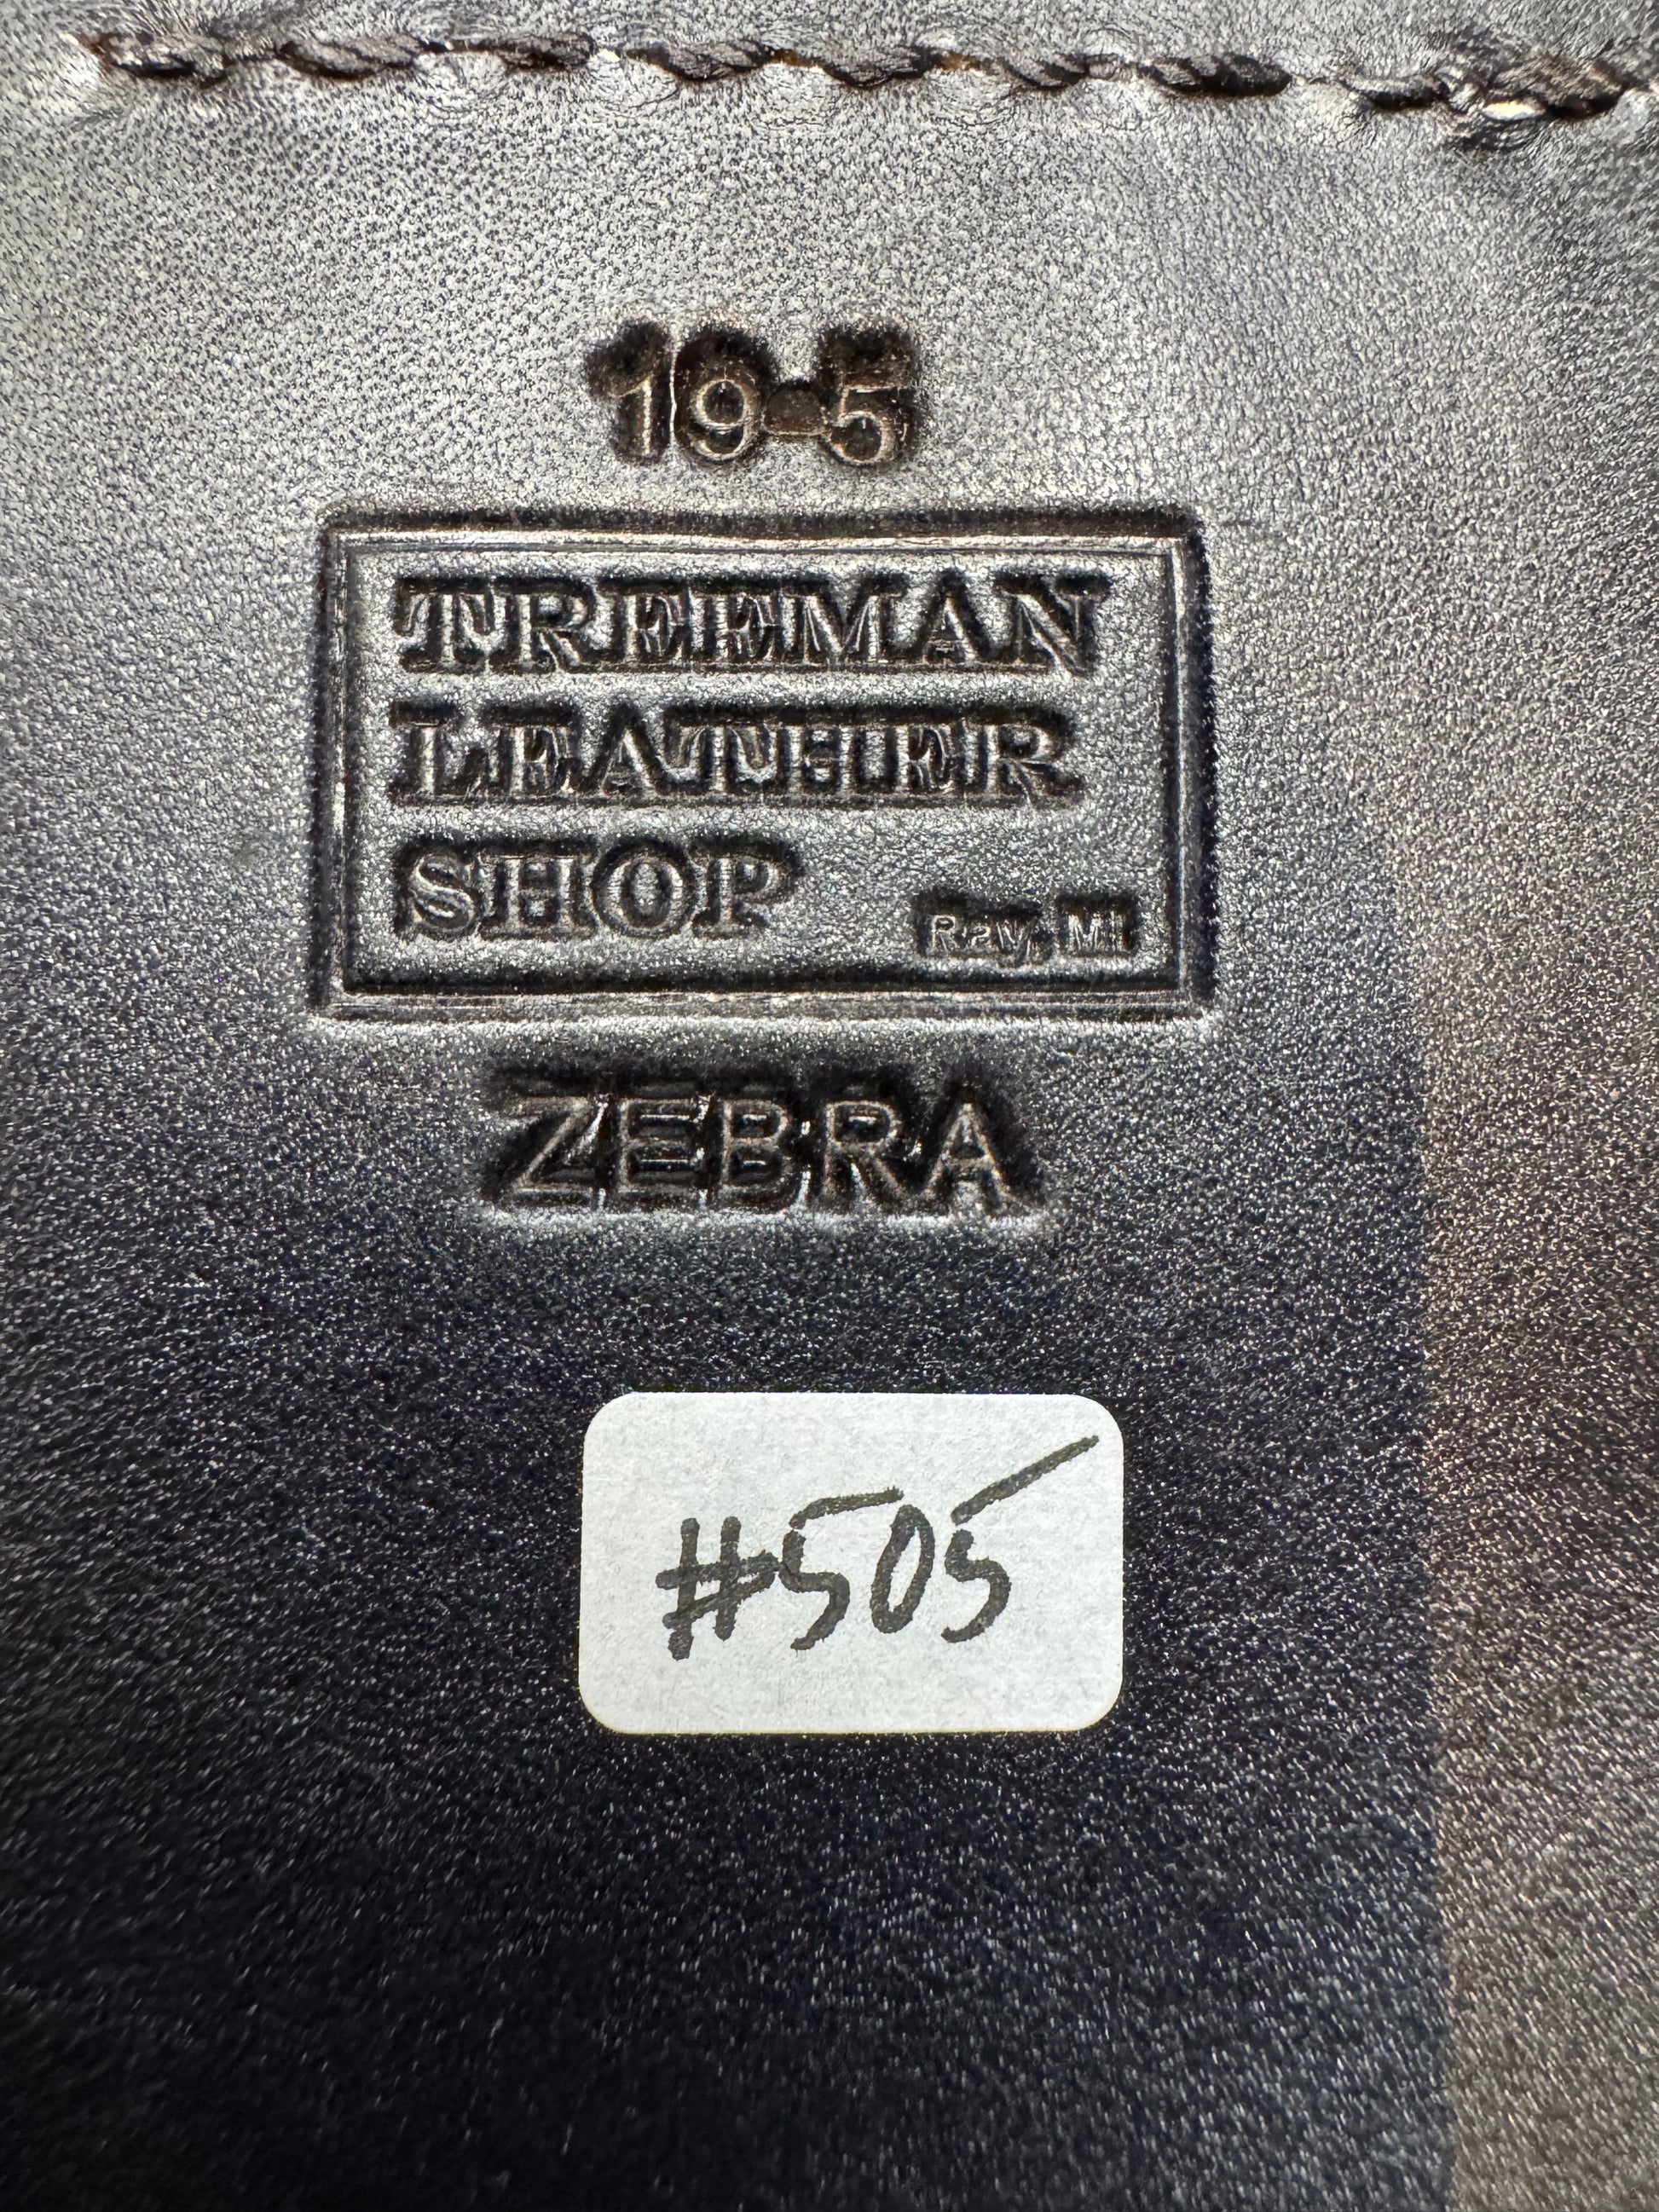 19-5
TREEMAN
LEATHER
SHOP Ray, MI
ZEBRA
#505